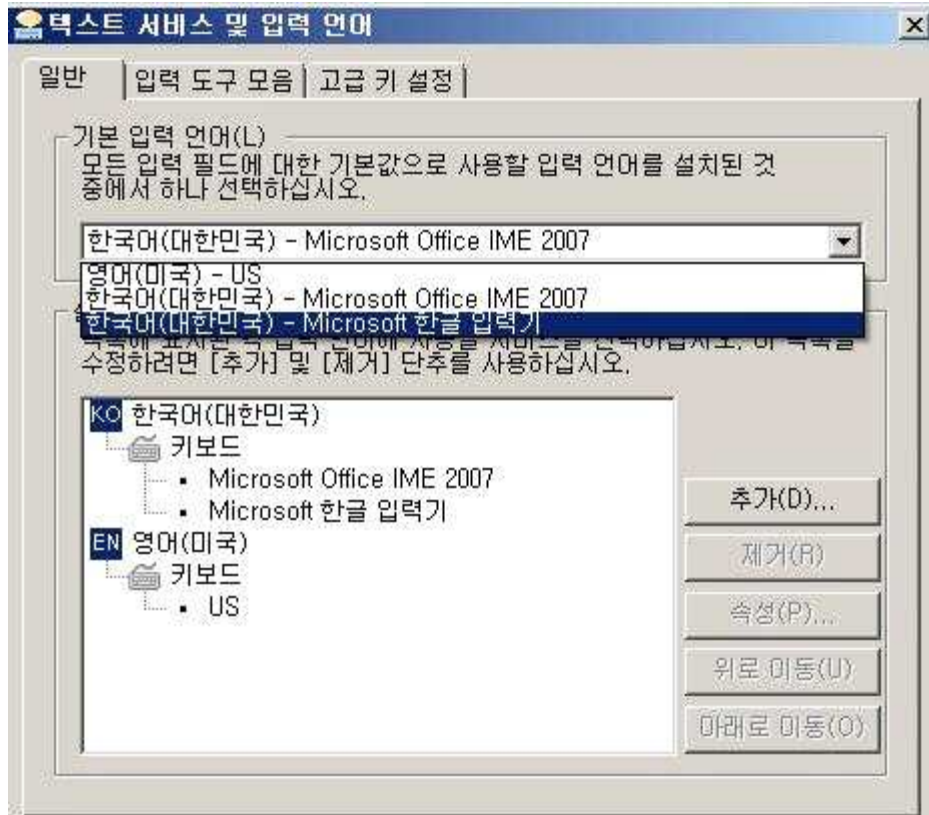 텍스트 서비스 및 입력 언어
일반 입력 도구 모음 고급 키 설정
기본 입력 언어(L)
모든 입력 필드에 대한 기본값으로 사용할 입력 언어를 설치된 것
중에서 하나 선택하십시오.
한국어(대한민국) - Microsoft Office IME 2007
영어(미국) - US
한국어(대한민국) - Microsoft Office IME 2007
한국어(대한민국) - Microsoft 한글 입력기
수정하려면 [추가] 및 [제거] 단추를 사용하십시오.
KO 한국어(대한민국)
키보드
Microsoft Office IME 2007
Microsoft 한글 입력기
EN 영어(미국)
키보드
US
추가(D)...
제거(R)
속성(P)...
위로 이동(U)
아래로 이동(O)